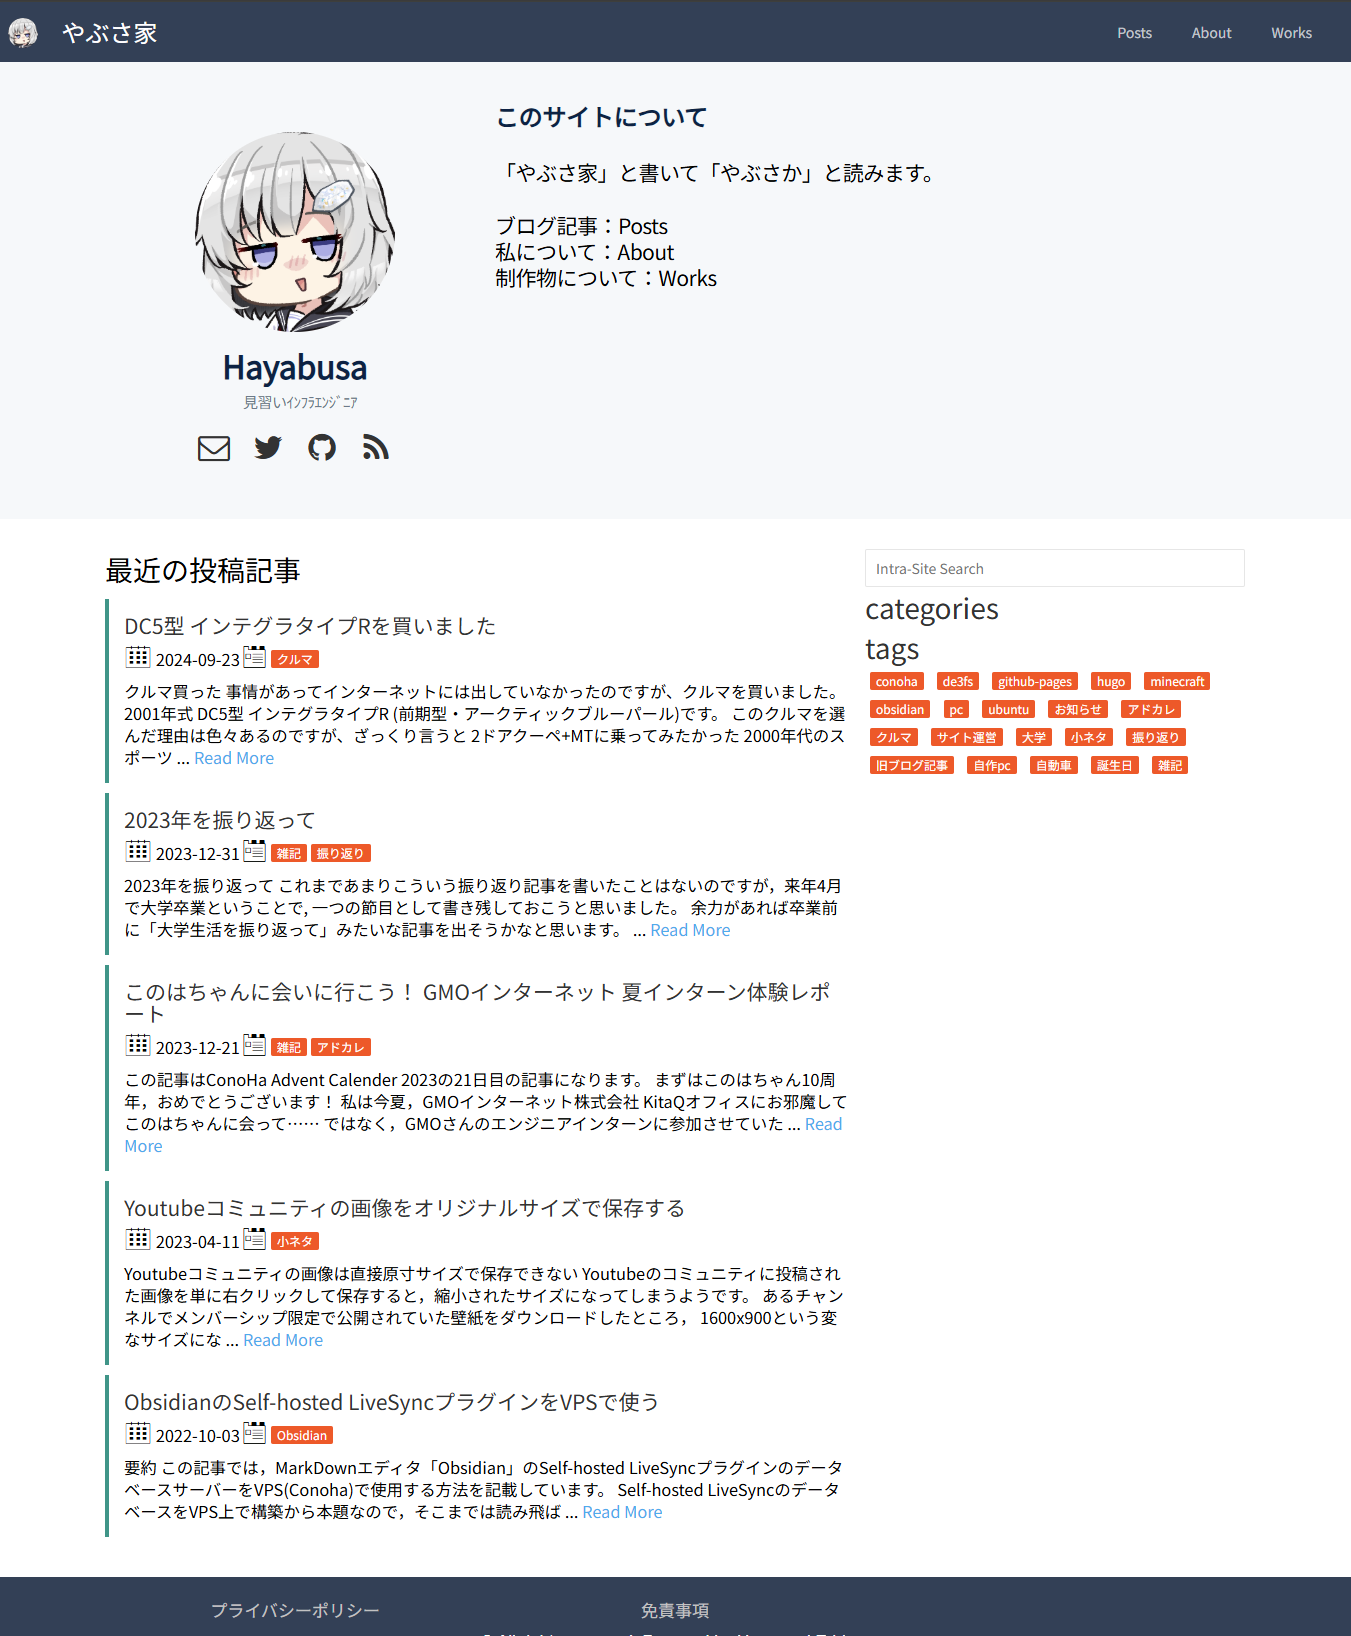 やぶさ家
Posts
About
Works
このサイトについて
「やぶさ家」と書いて「やぶさか」と読みます。
ブログ記事：Posts
私について：About
制作物について：Works
Hayabusa
見習いｲﾝﾌﾗｴﾝｼﾞﾆｱ
最近の投稿記事
DC5型 インテグラタイプRを買いました
2024-09-23 クルマ
クルマ買った 事情があってインターネットには出していなかったのですが、クルマを買いました。
2001年式 DC5型 インテグラタイプR (前期型・アークティックブルーパール)です。 このクルマを選
んだ理由は色々あるのですが、ざっくり言うと 2ドアクーペ+MTに乗ってみたかった 2000年代のス
ポーツ ... Read More
2023年を振り返って
2023-12-31 雑記 振り返り
2023年を振り返って これまであまりこういう振り返り記事を書いたことはないのですが，来年4月
で大学卒業ということで, 一つの節目として書き残しておこうと思いました。 余力があれば卒業前
に「大学生活を振り返って」みたいな記事を出そうかなと思います。 ... Read More
このはちゃんに会いに行こう！ GMOインターネット 夏インターン体験レポ
ート
2023-12-21 雑記 アドカレ
この記事はConoHa Advent Calender 2023の21日目の記事になります。 まずはこのはちゃん10周
年，おめでとうございます！ 私は今夏，GMOインターネット株式会社 KitaQオフィスにお邪魔して
このはちゃんに会って…… ではなく，GMOさんのエンジニアインターンに参加させていた ... Read
More
Youtubeコミュニティの画像をオリジナルサイズで保存する
2023-04-11 小ネタ
Youtubeコミュニティの画像は直接原寸サイズで保存できない Youtubeのコミュニティに投稿され
た画像を単に右クリックして保存すると，縮小されたサイズになってしまうようです。 あるチャン
ネルでメンバーシップ限定で公開されていた壁紙をダウンロードしたところ， 1600x900という変
なサイズにな ... Read More
ObsidianのSelf-hosted LiveSyncプラグインをVPSで使う
2022-10-03 Obsidian
要約 この記事では，MarkDownエディタ「Obsidian」のSelf-hosted LiveSyncプラグインのデータ
ベースサーバーをVPS(Conoha)で使用する方法を記載しています。 Self-hosted LiveSyncのデータ
ベースをVPS上で構築から本題なので，そこまでは読み飛ば ... Read More
Intra-Site Search
categories
tags
conoha de3fs github-pages hugo minecraft
obsidian pc ubuntu お知らせ アドカレ
クルマ サイト運営 大学 小ネタ 振り返り
旧ブログ記事 自作pc 自動車 誕生日 雑記
プライバシーポリシー
免責事項